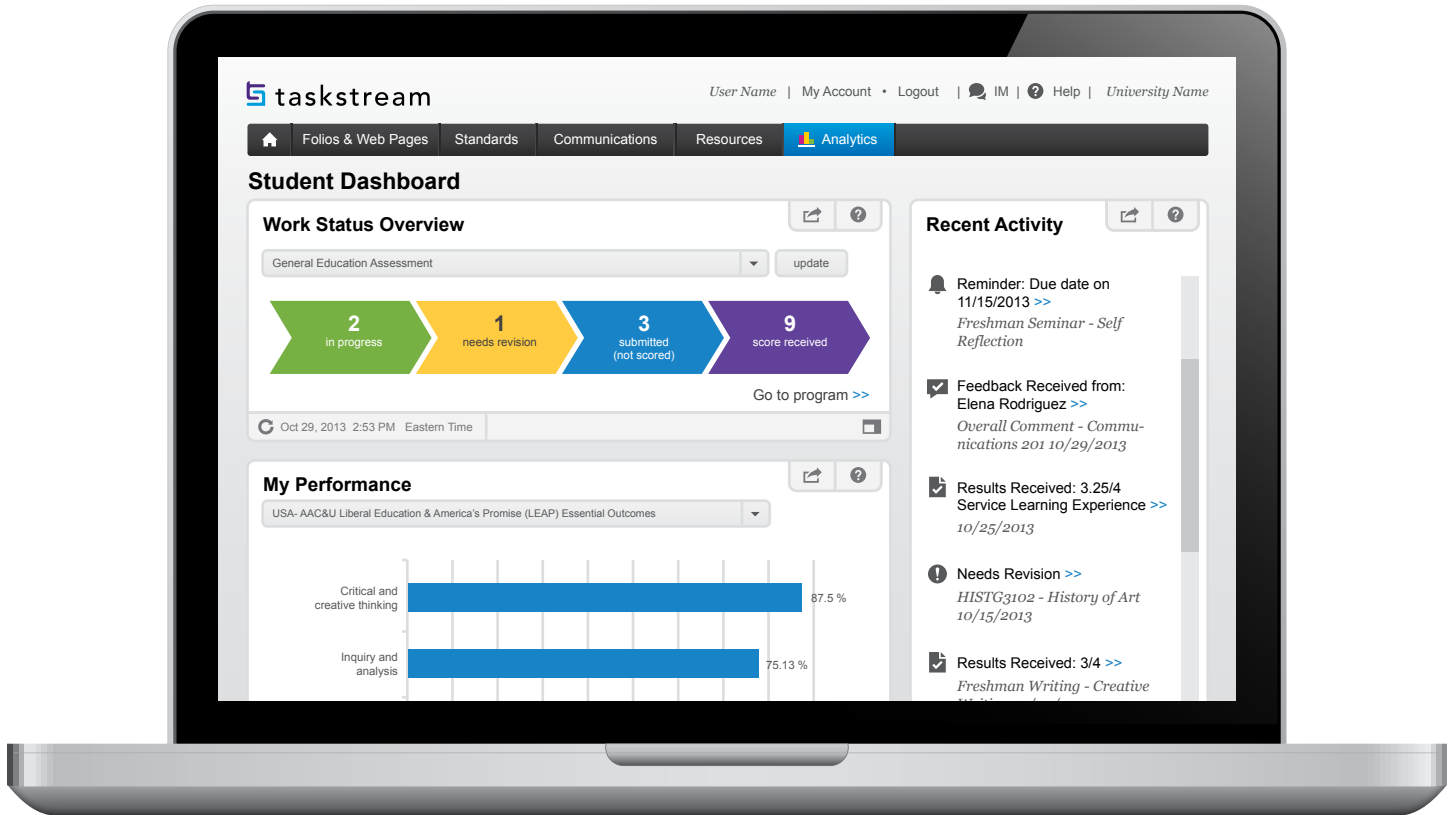 taskstream
User Name | My Account • Logout | IM | ? Help | University Name
Folios & Web Pages Standards Communications Resources Analytics
Student Dashboard
Work Status Overview
General Education Assessment
update
2
in progress
1
needs revision
3
submitted
(not scored)
9
score received
Go to program >>
Oct 29, 2013 2:53 PM Eastern Time
My Performance
USA- AAC&U Liberal Education & America's Promise (LEAP) Essential Outcomes
Critical and
creative thinking
87.5 %
Inquiry and
analysis
75.13 %
Recent Activity
Reminder: Due date on
11/15/2013 >>
Freshman Seminar - Self
Reflection
Feedback Received from:
Elena Rodriguez >>
Overall Comment - Commu-
nications 201 10/29/2013
Results Received: 3.25/4
Service Learning Experience >>
10/25/2013
Needs Revision >>
HISTG3102 - History of Art
10/15/2013
Results Received: 3/4 >>
Freshman Writing - Creative